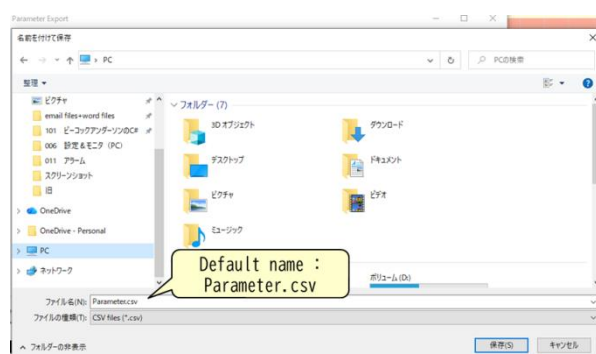 Parameter Export
名前を付けて保存
PC
PCの検索
整理
ピクチャ
email files+word files
101 ビーコックアンダーソンのC#
006 設定&モニタ (PC)
011 アラーム
スクリーンショット
旧
OneDrive
OneDrive - Personal
PC
ネットワーク
フォルダー (7)
3D オブジェクト
ダウンロード
デスクトップ
ドキュメント
ピクチャ
ビデオ
ミュージック
ボリューム (D:)
Default name :
Parameter.csv
ファイル名(N): Parameter.csv
ファイルの種類(T): CSV files (*.csv)
フォルダーの非表示
保存(S)
キャンセル